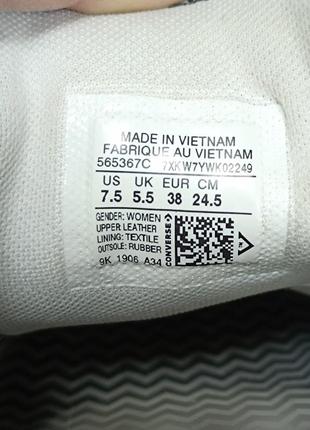 MADE IN VIETNAM
FABRIQUE AU VIETNAM
565367C 7XKW7YWK02249
US UK EUR CM
7.5 5.5 38 24.5
GENDER: WOMEN
UPPER LEATHER
LINING: TEXTILE
OUTSOLE: RUBBER
9K 1906 A34
CONVERSE